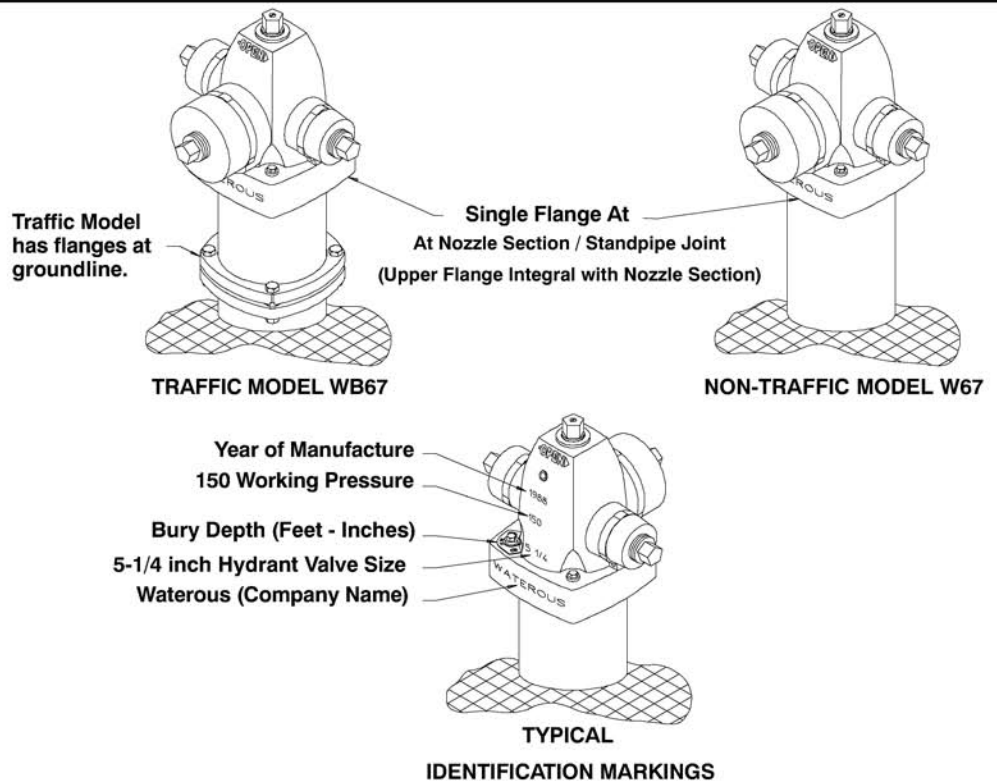 OPEN
OPEN
EROUS
EROUS
Traffic Model
has flanges at
groundline.
Single Flange At
At Nozzle Section / Standpipe Joint
(Upper Flange Integral with Nozzle Section)
TRAFFIC MODEL WB67
NON-TRAFFIC MODEL W67
Year of Manufacture
150 Working Pressure
Bury Depth (Feet - Inches)
5-1/4 inch Hydrant Valve Size
Waterous (Company Name)
OPEN
1988
150
5 1/4
WATEROUS
TYPICAL
IDENTIFICATION MARKINGS